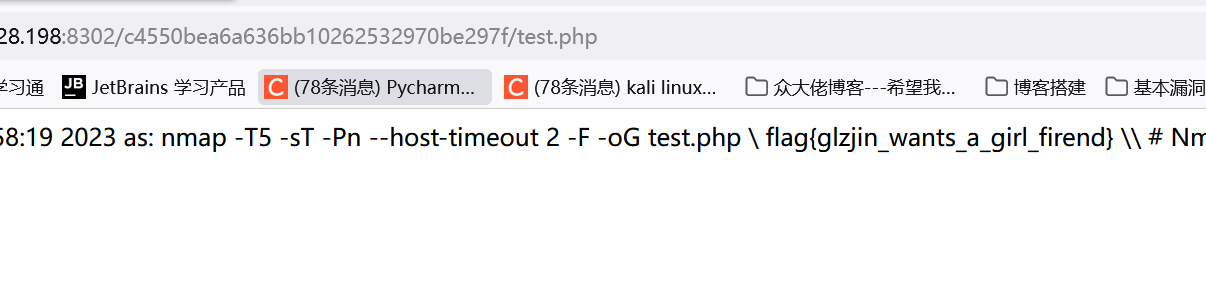 28.198:8302/c4550bea6a636bb10262532970be297f/test.php
学习通 JB JetBrains 学习产品 C (78条消息) Pycharm... C (78条消息) kali linux... 众大佬博客---希望我... 博客搭建 基本漏洞
58:19 2023 as: nmap -T5 -sT -Pn --host-timeout 2 -F -oG test.php \ flag{glzjin_wants_a_girl_firend} \\ # Nm